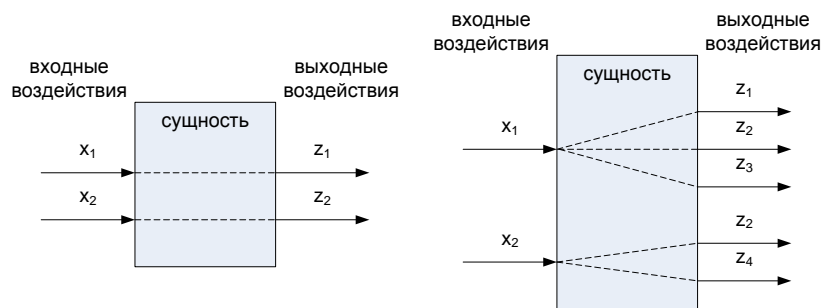 входные
воздействия
выходные
воздействия
сущность
x₁
z₁
x₂
z₂
входные
воздействия
выходные
воздействия
сущность
z₁
x₁
z₂
z₃
x₂
z₂
z₄